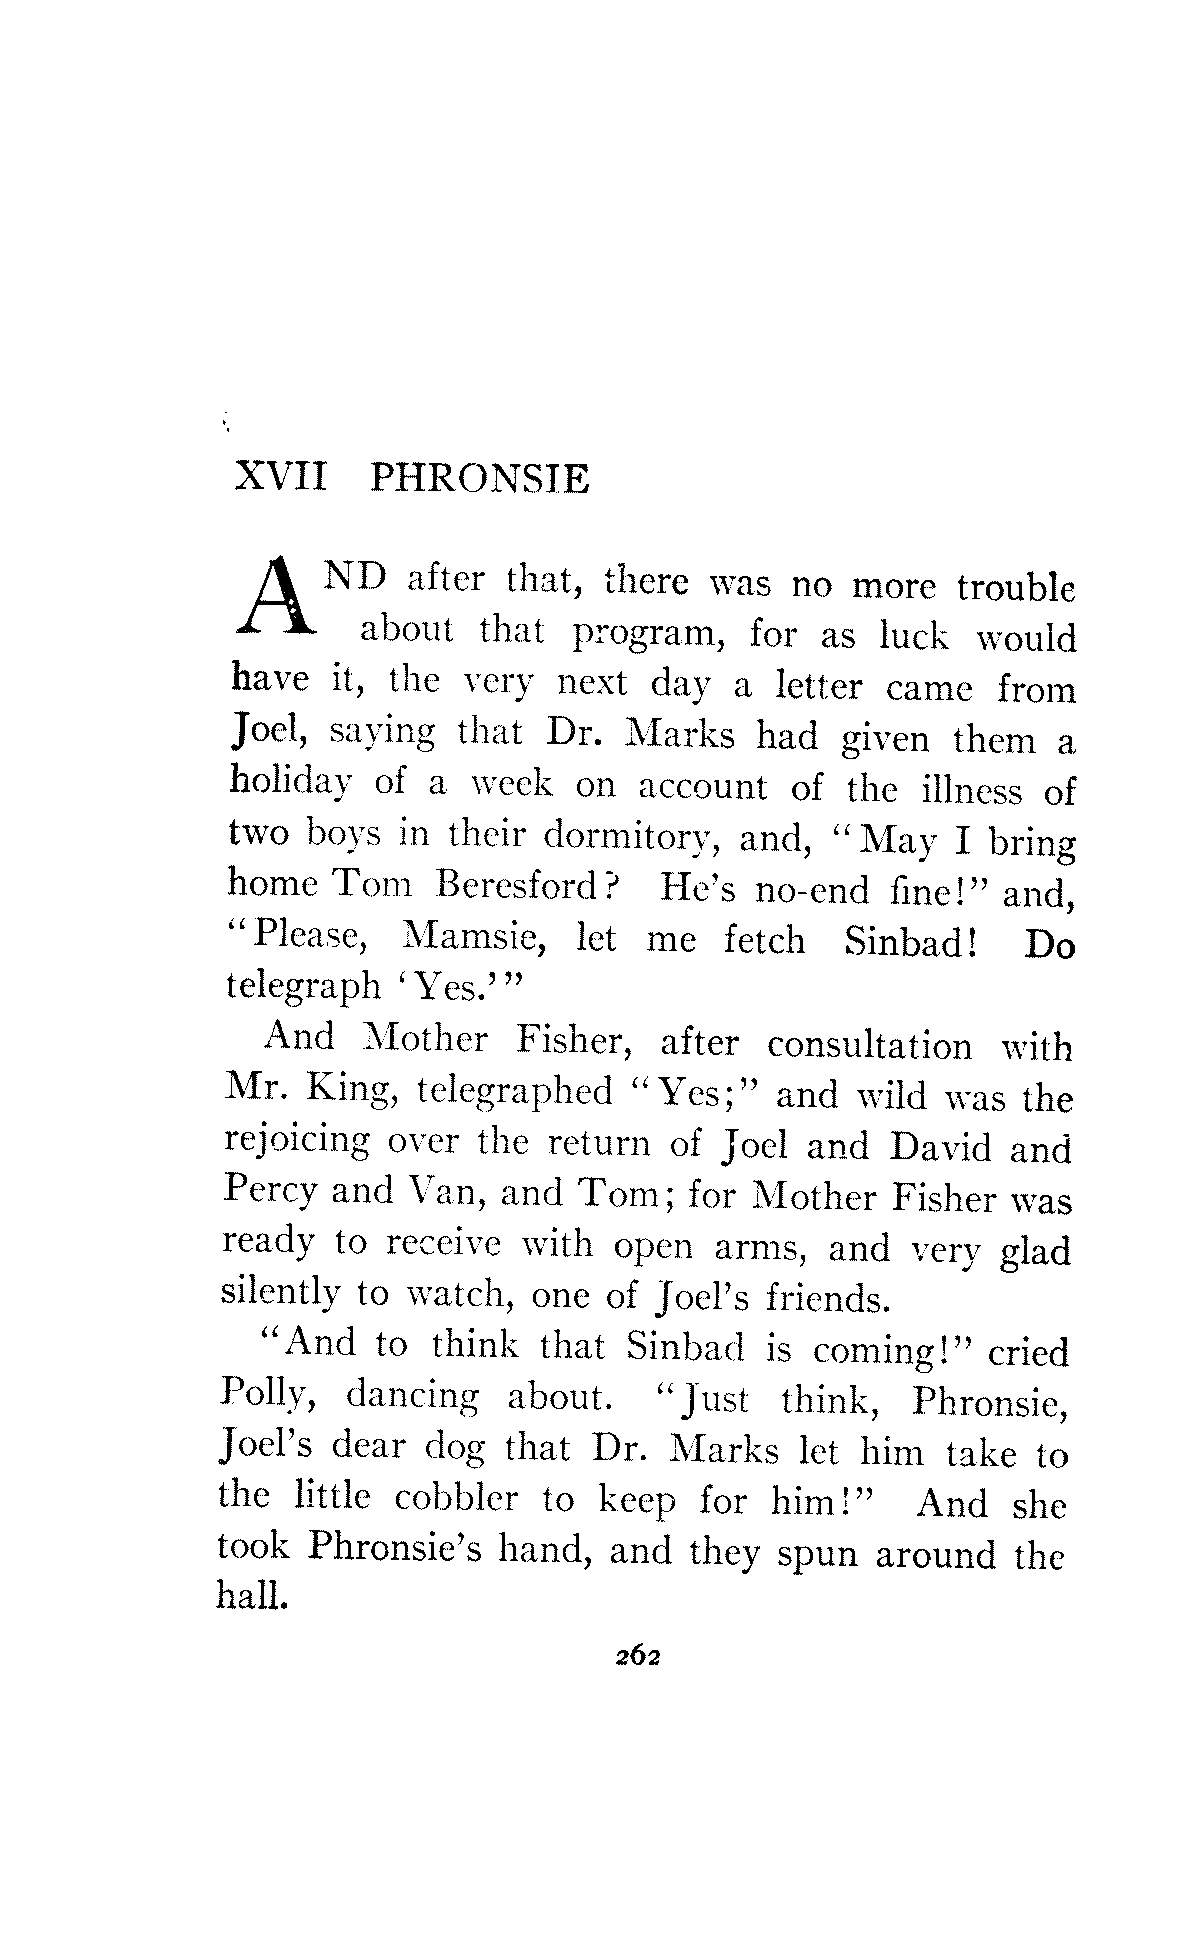 XVII PHRONSIE
AND after that, there was no more trouble
about that program, for as luck would
have it, the very next day a letter came from
Joel, saying that Dr. Marks had given them a
holiday of a week on account of the illness of
two boys in their dormitory, and, "May I bring
home Tom Beresford? He's no-end fine!" and,
"Please, Mamsie, let me fetch Sinbad! Do
telegraph 'Yes.'"
And Mother Fisher, after consultation with
Mr. King, telegraphed "Yes;" and wild was the
rejoicing over the return of Joel and David and
Percy and Van, and Tom; for Mother Fisher was
ready to receive with open arms, and very glad
silently to watch, one of Joel's friends.
"And to think that Sinbad is coming!" cried
Polly, dancing about. "Just think, Phronsie,
Joel's dear dog that Dr. Marks let him take to
the little cobbler to keep for him!" And she
took Phronsie's hand, and they spun around the
hall.
262